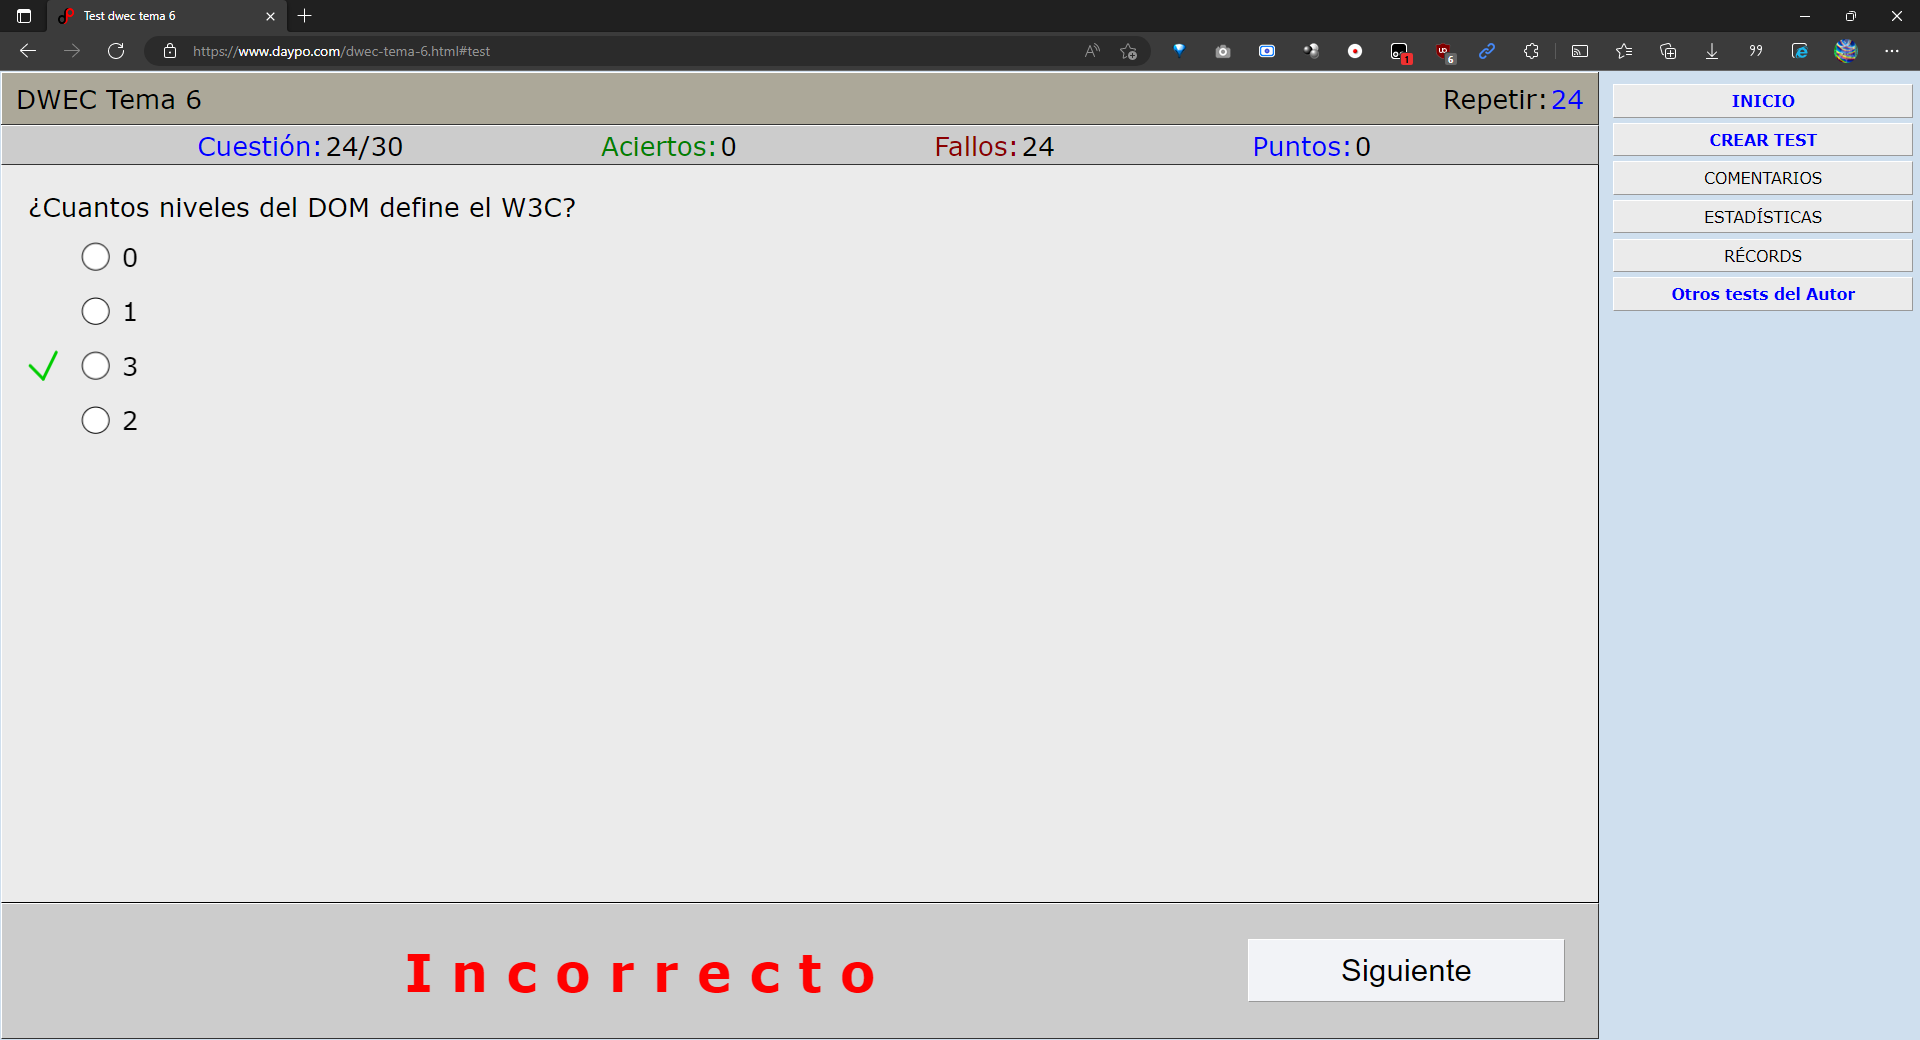 Test dwec tema 6
https://www.daypo.com/dwec-tema-6.html#test
1
6
DWEC Tema 6
Repetir: 24
Cuestión: 24/30
Aciertos: 0
Fallos: 24
Puntos: 0
¿Cuantos niveles del DOM define el W3C?
0
1
3
2
Incorrecto
Siguiente
INICIO
CREAR TEST
COMENTARIOS
ESTADÍSTICAS
RÉCORDS
Otros tests del Autor